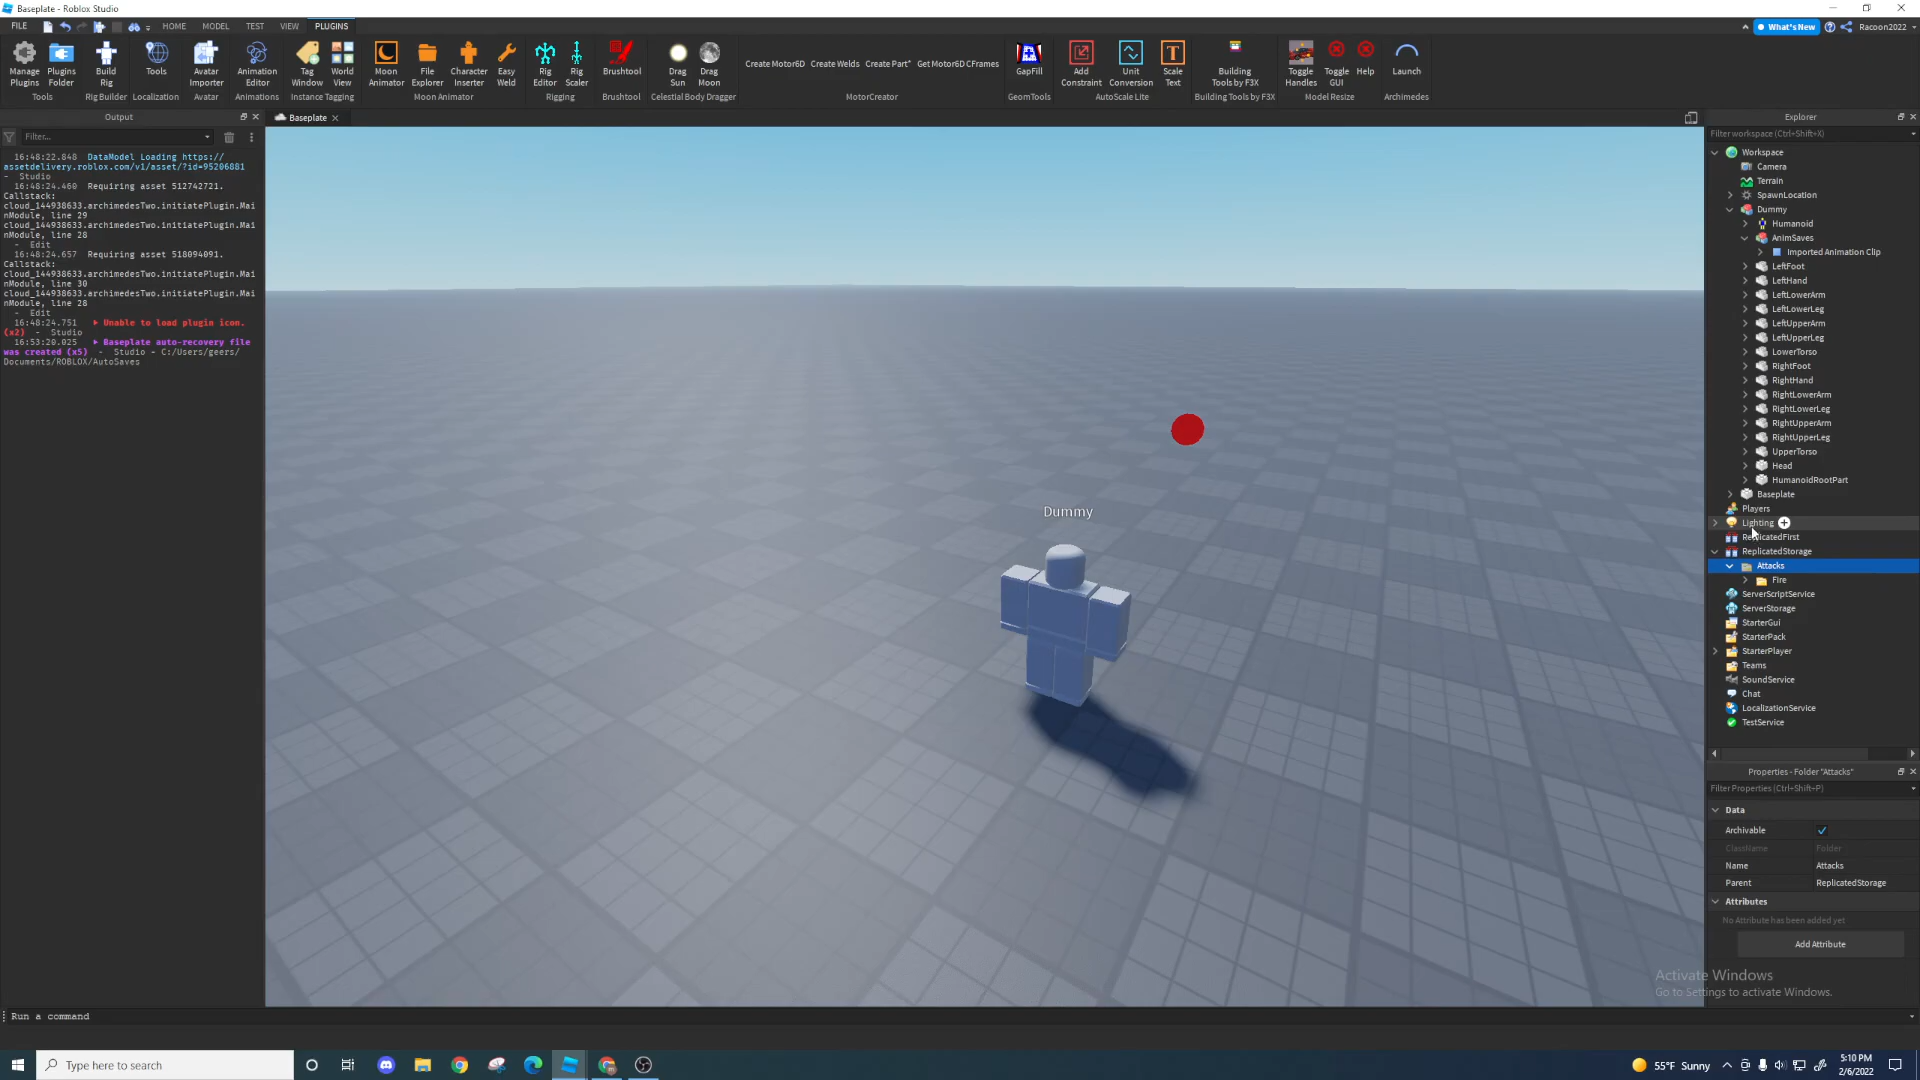 Baseplate - Roblox Studio
FILE HOME MODEL TEST VIEW PLUGINS What's New Racoon2022
Manage Plugins
Plugins Folder
Build Rig
Tools
Avatar Importer
Animation Editor
Tag Window
World View
Moon Animator
File Explorer
Character Inserter
Easy Weld
Rig Editor
Rig Scaler
Brushtool
Drag Sun
Drag Moon
Create Motor6D Create Welds Create Part* Get Motor6D CFrames
GapFill
Add Constraint
Unit Conversion
Scale Text
Building Tools by F3X
Toggle Handles
Toggle GUI
Help
Launch
Tools Rig Builder Localization Avatar Animations Instance Tagging Moon Animator Rigging Brushtool Celestial Body Dragger MotorCreator GeomTools AutoScale Lite Building Tools by F3X Model Resize Archimedes
Output
Filter...
16:48:22.848 DataModel Loading https://
assetdelivery.roblox.com/v1/asset/?id=95206881
- Studio
16:48:24.460 Requiring asset 512742721.
Callstack:
cloud_144938633.archimedesTwo.initiatePlugin.Mai
nModule, line 29
cloud_144938633.archimedesTwo.initiatePlugin.Mai
nModule, line 28
- Edit
16:48:24.657 Requiring asset 518094091.
Callstack:
cloud_144938633.archimedesTwo.initiatePlugin.Mai
nModule, line 30
cloud_144938633.archimedesTwo.initiatePlugin.Mai
nModule, line 28
- Edit
16:48:24.751 Unable to load plugin icon.
(x2) - Studio
16:53:20.025 Baseplate auto-recovery file
was created (x5) - Studio - C:/Users/geers/
Documents/ROBLOX/AutoSaves
Baseplate
Dummy
Explorer
Filter workspace (Ctrl+Shift+X)
Workspace
Camera
Terrain
SpawnLocation
Dummy
Humanoid
AnimSaves
Imported Animation Clip
LeftFoot
LeftHand
LeftLowerArm
LeftLowerLeg
LeftUpperArm
LeftUpperLeg
LowerTorso
RightFoot
RightHand
RightLowerArm
RightLowerLeg
RightUpperArm
RightUpperLeg
UpperTorso
Head
HumanoidRootPart
Baseplate
Players
Lighting
ReplicatedFirst
ReplicatedStorage
Attacks
Fire
ServerScriptService
ServerStorage
StarterGui
StarterPack
StarterPlayer
Teams
SoundService
Chat
LocalizationService
TestService
Properties - Folder "Attacks"
Filter Properties (Ctrl+Shift+P)
Data
Archivable
ClassName Folder
Name Attacks
Parent ReplicatedStorage
Attributes
No Attribute has been added yet
Add Attribute
Activate Windows
Go to Settings to activate Windows.
Run a command
Type here to search
55°F Sunny
5:10 PM
2/6/2022